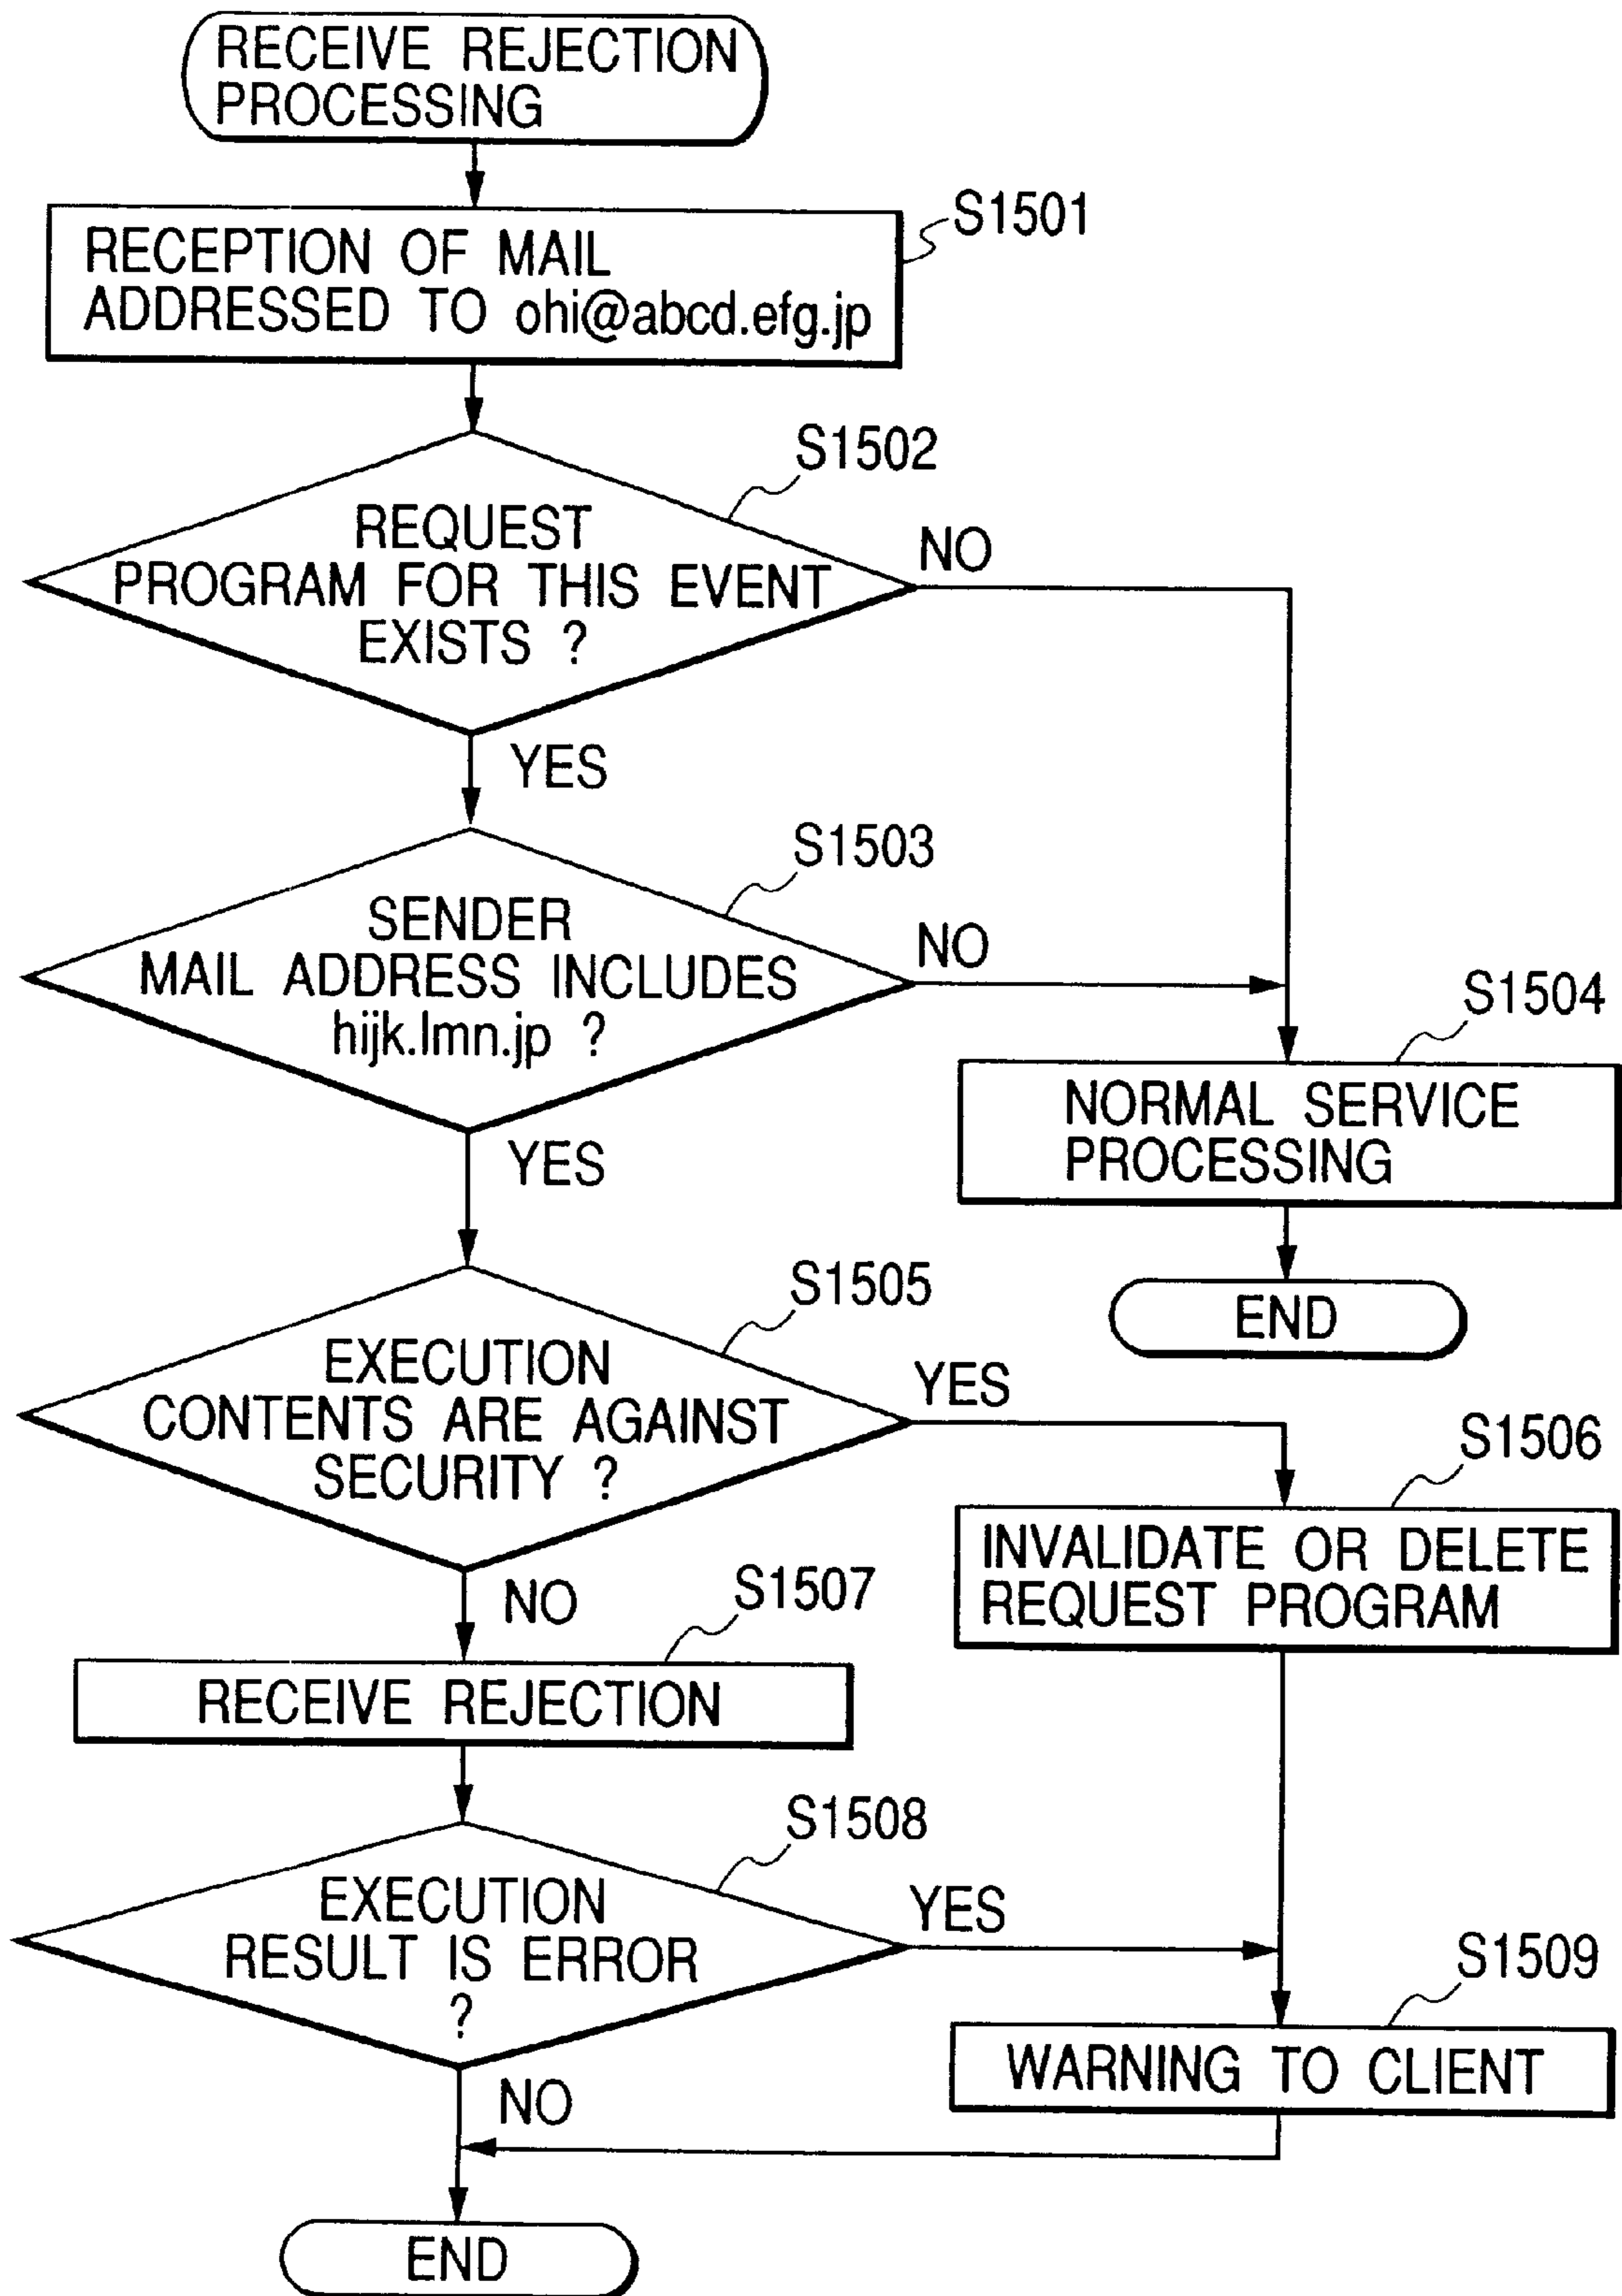 RECEIVE REJECTION
PROCESSING
S1501
RECEPTION OF MAIL
ADDRESSED TO ohi@abcd.efg.jp
S1502
REQUEST
PROGRAM FOR THIS EVENT
EXISTS ?
NO
YES
S1503
SENDER
MAIL ADDRESS INCLUDES
hijk.lmn.jp ?
NO
YES
S1504
NORMAL SERVICE
PROCESSING
END
S1505
EXECUTION
CONTENTS ARE AGAINST
SECURITY ?
YES
NO
S1506
INVALIDATE OR DELETE
REQUEST PROGRAM
S1507
RECEIVE REJECTION
S1508
EXECUTION
RESULT IS ERROR
?
YES
NO
S1509
WARNING TO CLIENT
END